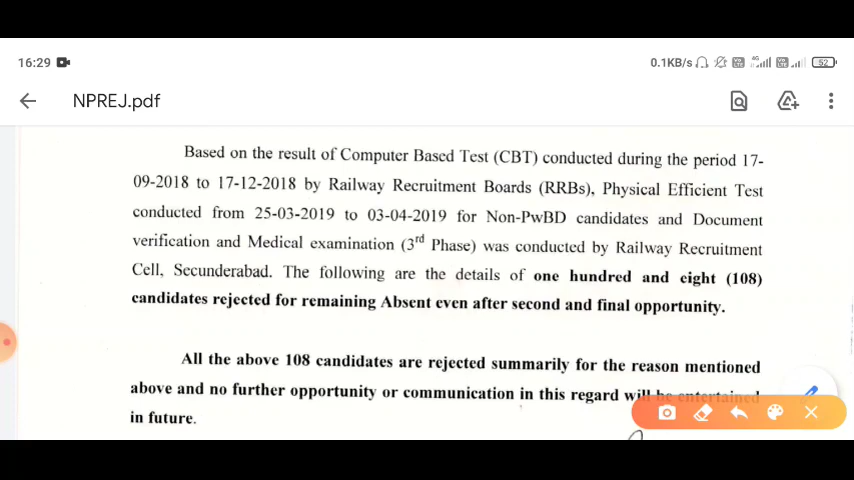 16:29
0.1KB/s
4G
52
NPREJ.pdf
Based on the result of Computer Based Test (CBT) conducted during the period 17-
09-2018 to 17-12-2018 by Railway Recruitment Boards (RRBs), Physical Efficient Test
conducted from 25-03-2019 to 03-04-2019 for Non-PwBD candidates and Document
verification and Medical examination (3rd Phase) was conducted by Railway Recruitment
Cell, Secunderabad. The following are the details of one hundred and eight (108)
candidates rejected for remaining Absent even after second and final opportunity.
All the above 108 candidates are rejected summarily for the reason mentioned
above and no further opportunity or communication in this regard will be entertained
in future.